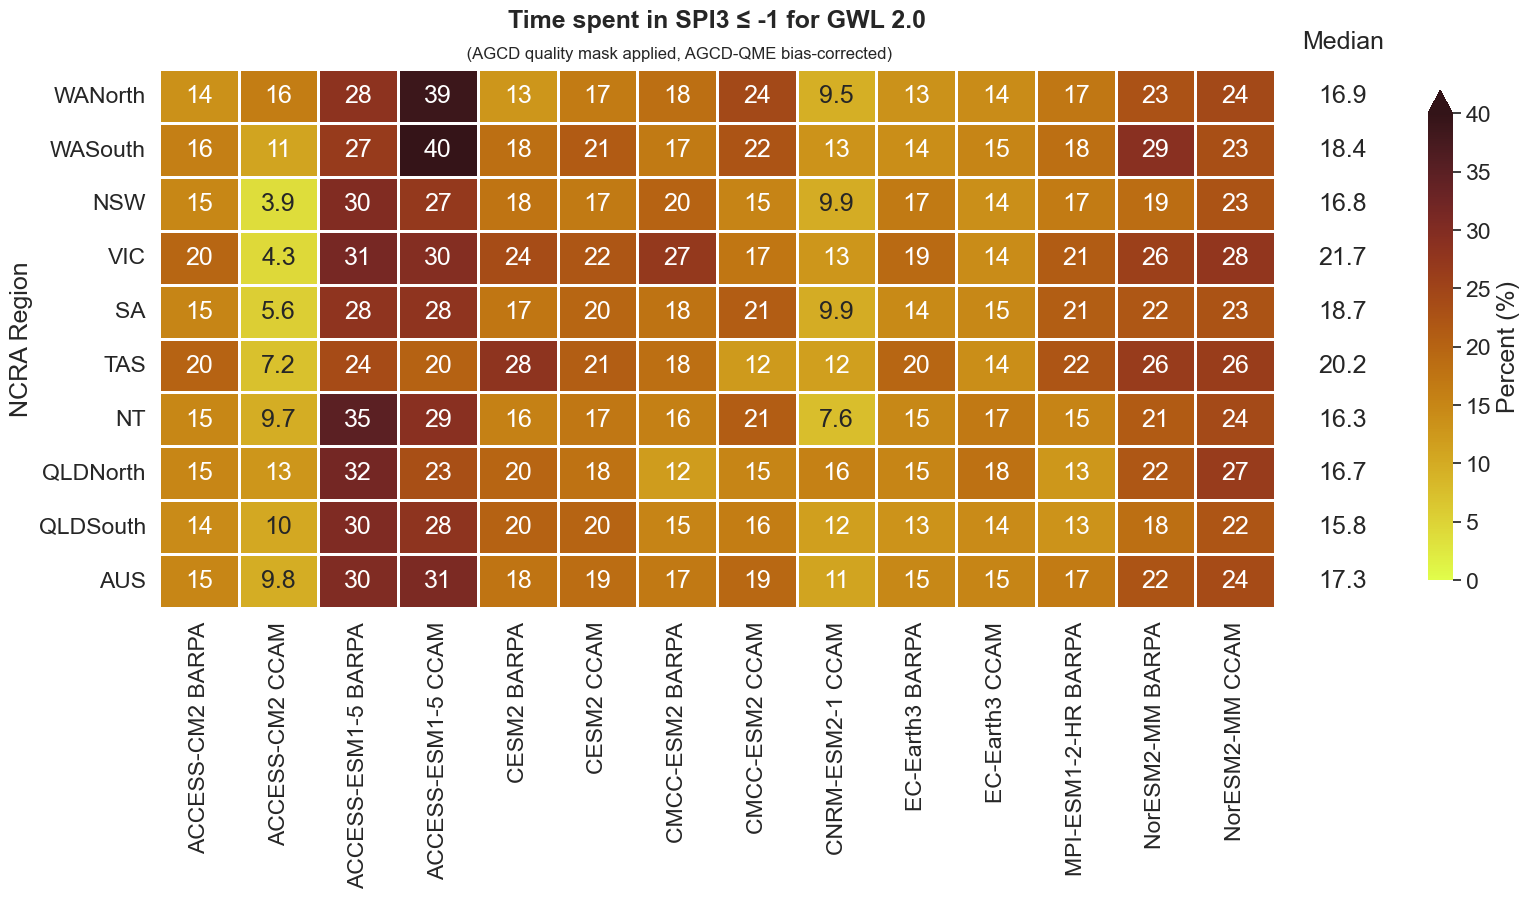 Time spent in SPI3 ≤ -1 for GWL 2.0
(AGCD quality mask applied, AGCD-QME bias-corrected)
Median
NCRA Region
WANorth 14 16 28 39 13 17 18 24 9.5 13 14 17 23 24 16.9
WASouth 16 11 27 40 18 21 17 22 13 14 15 18 29 23 18.4
NSW 15 3.9 30 27 18 17 20 15 9.9 17 14 17 19 23 16.8
VIC 20 4.3 31 30 24 22 27 17 13 19 14 21 26 28 21.7
SA 15 5.6 28 28 17 20 18 21 9.9 14 15 21 22 23 18.7
TAS 20 7.2 24 20 28 21 18 12 12 20 14 22 26 26 20.2
NT 15 9.7 35 29 16 17 16 21 7.6 15 17 15 21 24 16.3
QLDNorth 15 13 32 23 20 18 12 15 16 15 18 13 22 27 16.7
QLDSouth 14 10 30 28 20 20 15 16 12 13 14 13 18 22 15.8
AUS 15 9.8 30 31 18 19 17 19 11 15 15 17 22 24 17.3
ACCESS-CM2 BARPA
ACCESS-CM2 CCAM
ACCESS-ESM1-5 BARPA
ACCESS-ESM1-5 CCAM
CESM2 BARPA
CESM2 CCAM
CMCC-ESM2 BARPA
CMCC-ESM2 CCAM
CNRM-ESM2-1 CCAM
EC-Earth3 BARPA
EC-Earth3 CCAM
MPI-ESM1-2-HR BARPA
NorESM2-MM BARPA
NorESM2-MM CCAM
40
35
30
25
20
15
10
5
0
Percent (%)